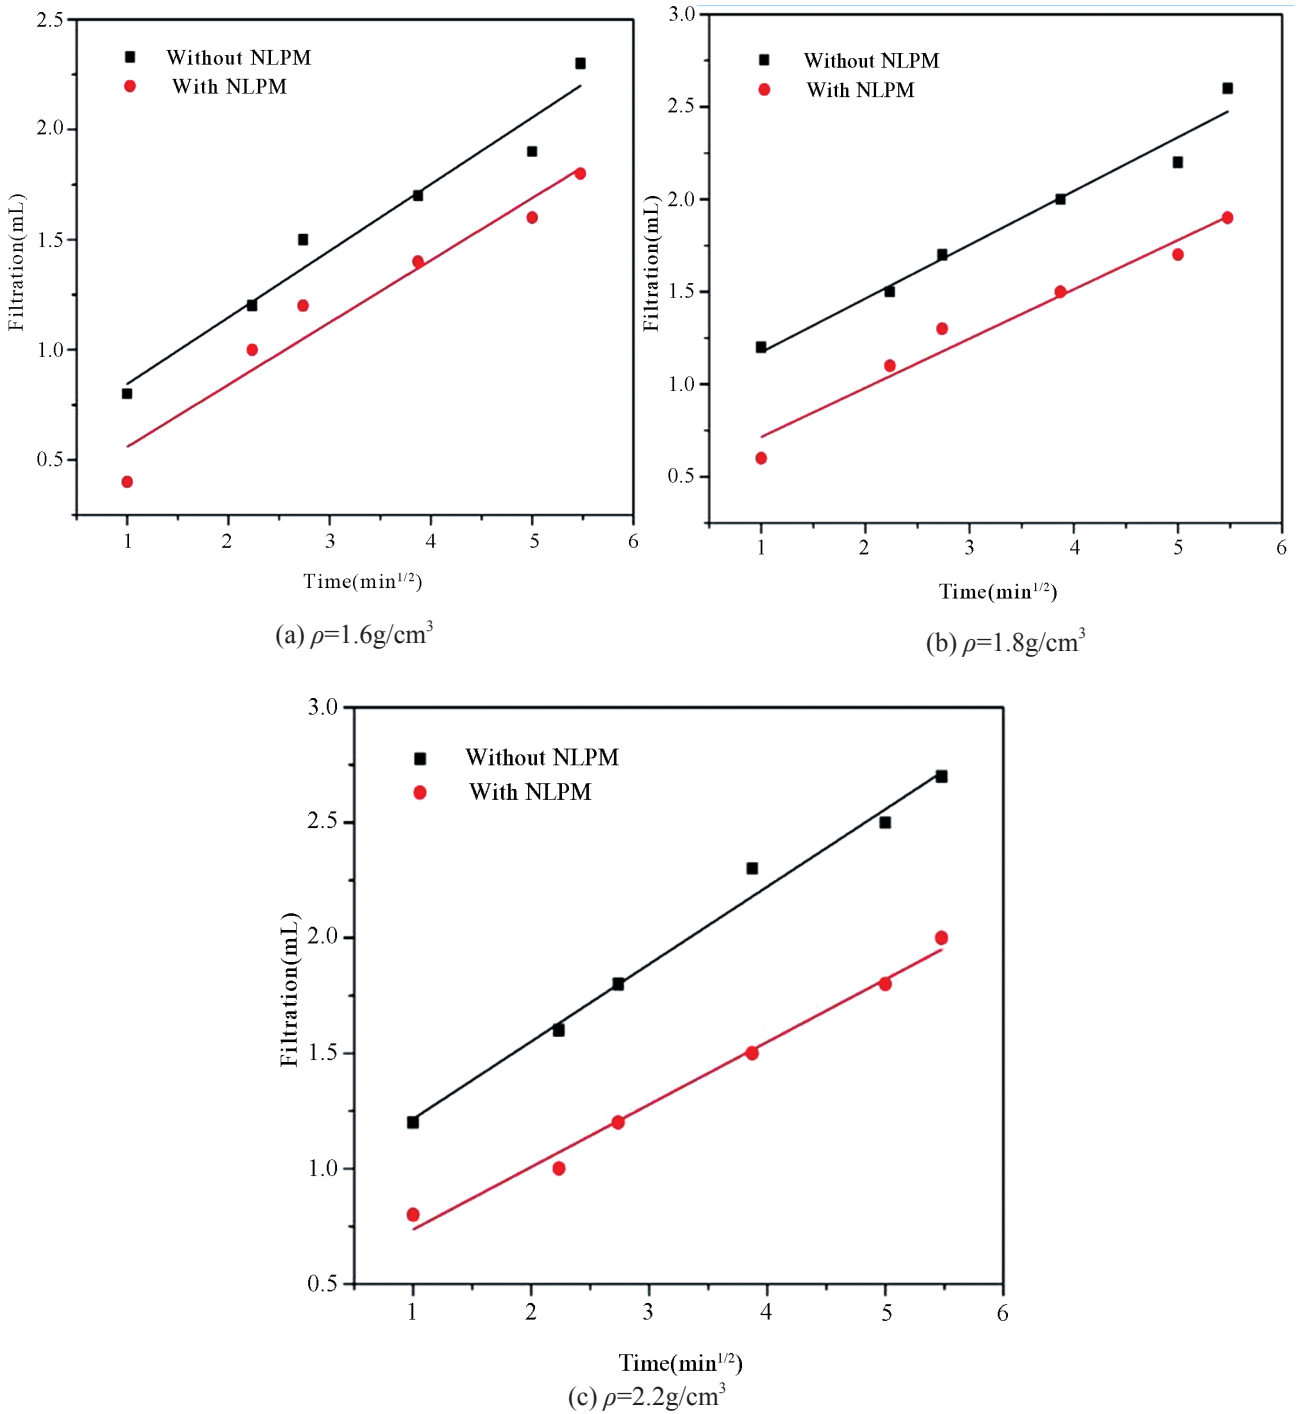 2.5
2.0
1.5
1.0
0.5
Filtration(mL)
Without NLPM
With NLPM
1 2 3 4 5 6
Time(min1/2)
(a) ρ=1.6g/cm3
3.0
2.5
2.0
1.5
1.0
0.5
Filtration(mL)
Without NLPM
With NLPM
1 2 3 4 5 6
Time(min1/2)
(b) ρ=1.8g/cm3
3.0
2.5
2.0
1.5
1.0
0.5
Filtration(mL)
Without NLPM
With NLPM
1 2 3 4 5 6
Time(min1/2)
(c) ρ=2.2g/cm3